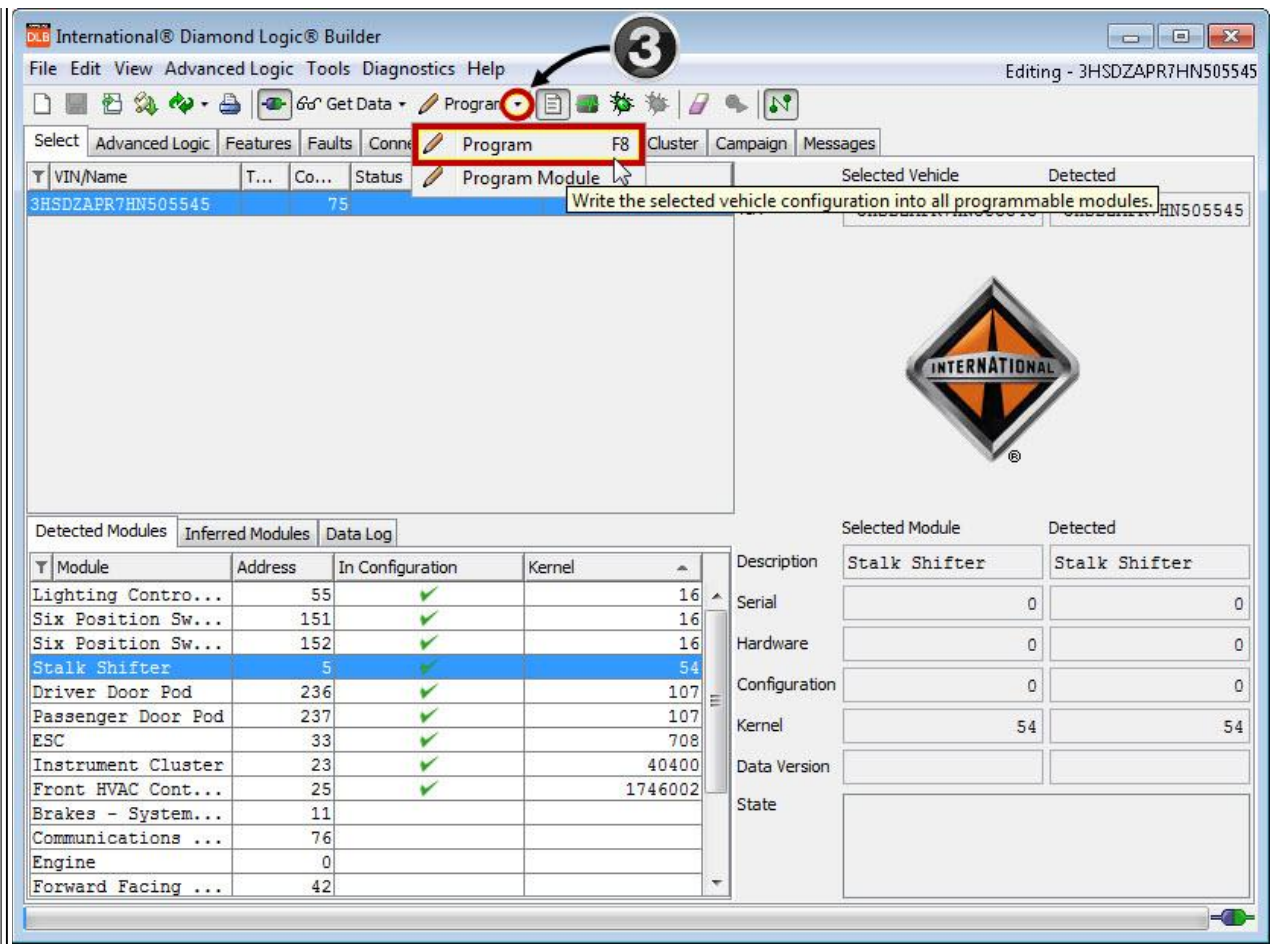 DLB International® Diamond Logic® Builder
3
File Edit View Advanced Logic Tools Diagnostics Help
Editing - 3HSDZAPR7HN505545
Get Data Program
Select Advanced Logic Features Faults Conne Cluster Campaign Messages
Program F8
Program Module
Write the selected vehicle configuration into all programmable modules.
VIN/Name T... Co... Status Selected Vehicle Detected
3HSDZAPR7HN505545 75
HN505545
INTERNATIONAL
®
Detected Modules Inferred Modules Data Log
Selected Module Detected
Module Address In Configuration Kernel
Lighting Contro... 55 16
Six Position Sw... 151 16
Six Position Sw... 152 16
Stalk Shifter 5 54
Driver Door Pod 236 107
Passenger Door Pod 237 107
ESC 33 708
Instrument Cluster 23 40400
Front HVAC Cont... 25 1746002
Brakes - System... 11
Communications ... 76
Engine 0
Forward Facing ... 42
Description Stalk Shifter Stalk Shifter
Serial 0 0
Hardware 0 0
Configuration 0 0
Kernel 54 54
Data Version
State